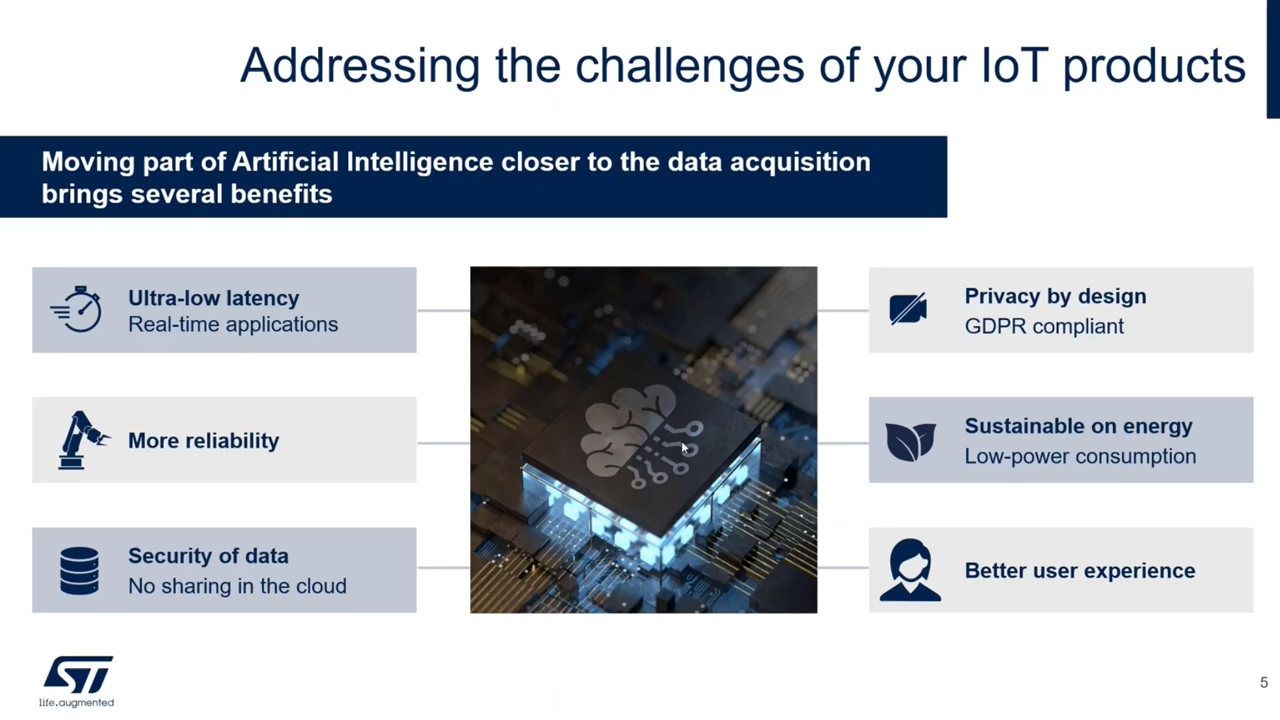 Addressing the challenges of your IoT products
Moving part of Artificial Intelligence closer to the data acquisition
brings several benefits
Ultra-low latency
Real-time applications
More reliability
Security of data
No sharing in the cloud
Privacy by design
GDPR compliant
Sustainable on energy
Low-power consumption
Better user experience
ST
life.augmented
5